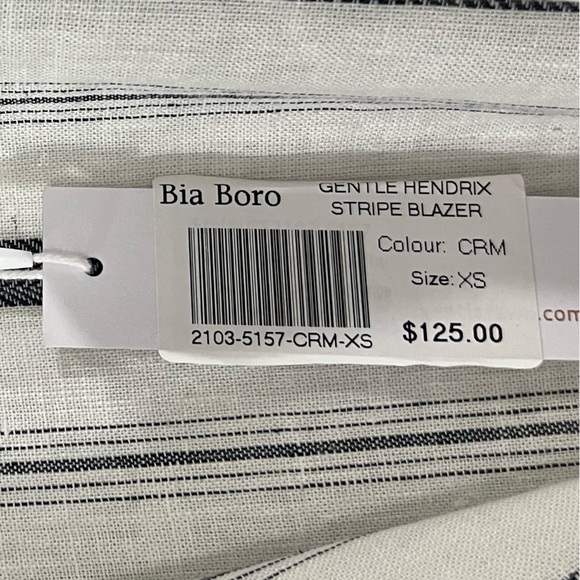 Bia Boro
GENTLE HENDRIX
STRIPE BLAZER
Colour: CRM
Size: XS
2103-5157-CRM-XS
$125.00
.com